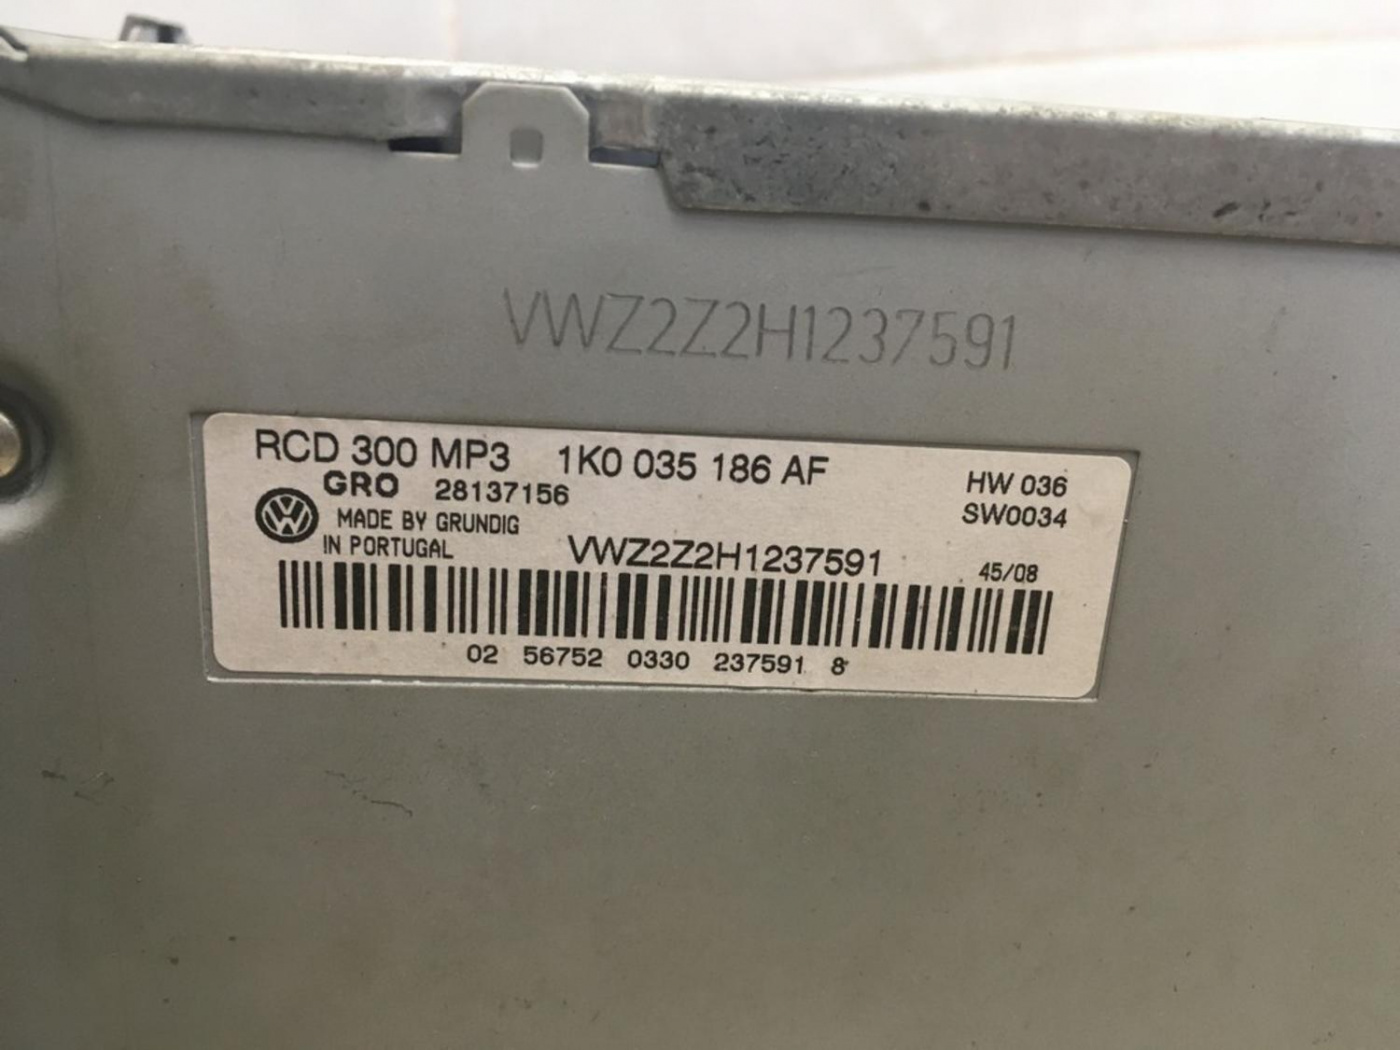 VWZ2Z2H1237591
RCD 300 MP3 1K0 035 186 AF
HW 036
GRO 28137156
SW0034
MADE BY GRUNDIG
IN PORTUGAL
VWZ2Z2H1237591
45/08
02 56752 0330 237591 8